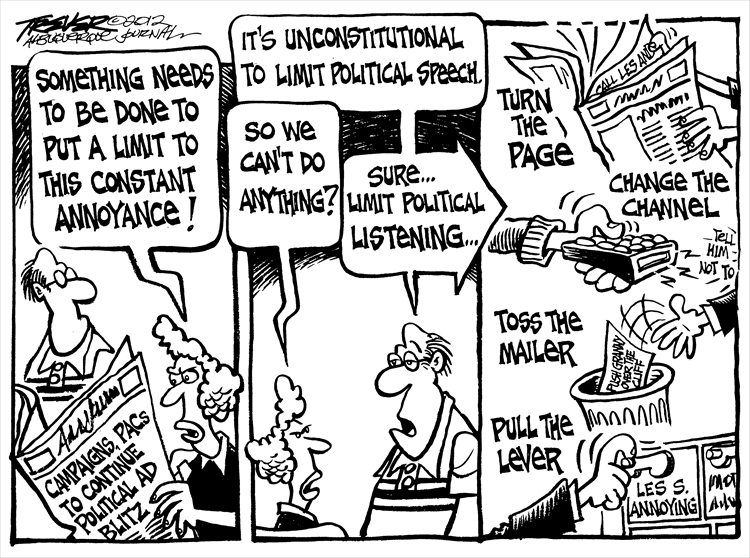 TREVER ©2012
ALBUQUERQUE JOURNAL
SOMETHING NEEDS
TO BE DONE TO
PUT A LIMIT TO
THIS CONSTANT
ANNOYANCE!
CAMPAIGNS, PACS
TO CONTINUE
POLITICAL AD
BLITZ
IT'S UNCONSTITUTIONAL
TO LIMIT POLITICAL SPEECH.
SO WE
CAN'T DO
ANYTHING?
SURE...
LIMIT POLITICAL
LISTENING...
TURN
THE
PAGE
CALL LES AND
CHANGE THE
CHANNEL
TELL
HIM
NOT TO
TOSS THE
MAILER
PUSH GRANNY
OVER THE
CLIFF
PULL THE
LEVER
LES S.
ANNOYING